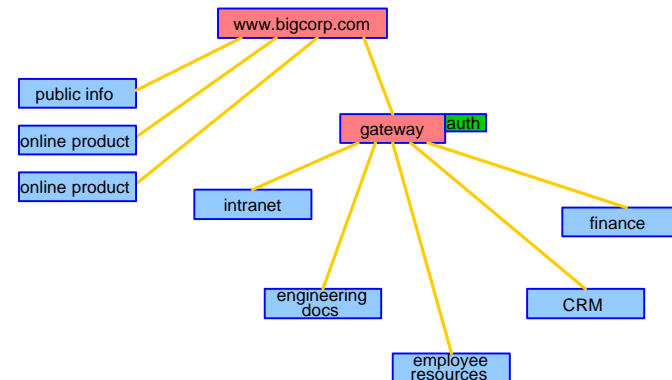 www.bigcorp.com
public info
online product
online product
gateway
auth
intranet
finance
engineering
docs
CRM
employee
resources